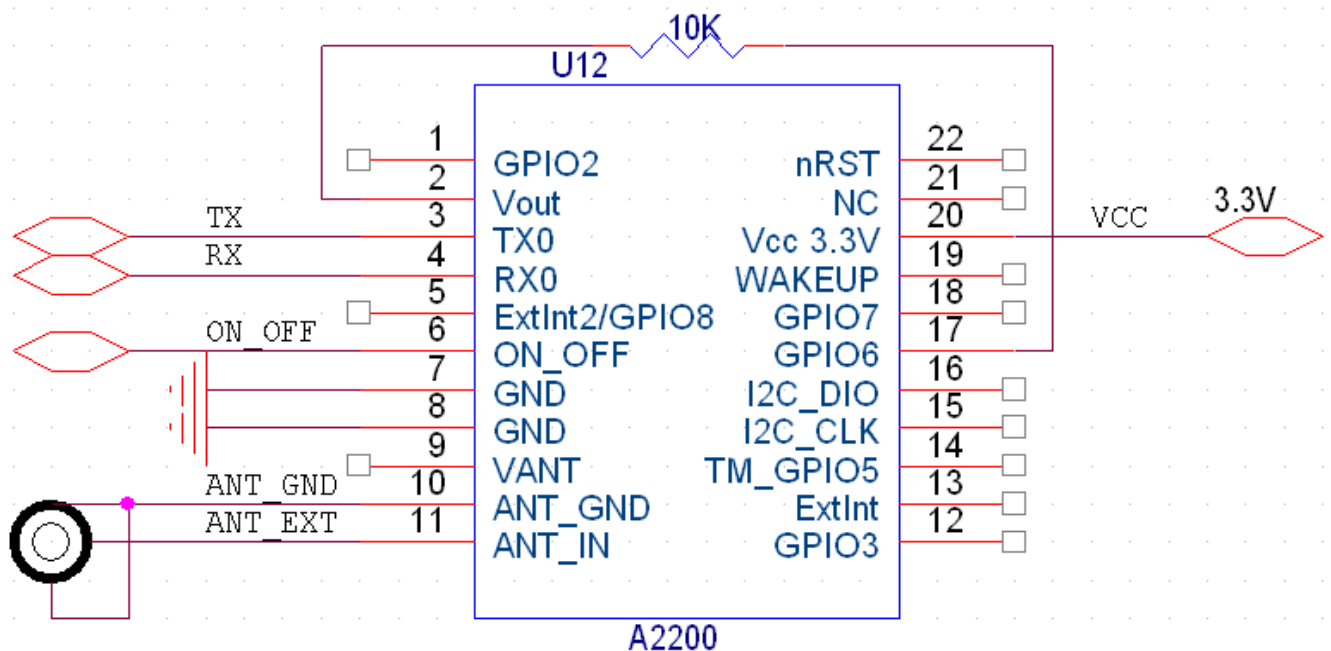 10K
U12
1 GPIO2 nRST 22
2 Vout NC 21
TX 3 TX0 Vcc 3.3V 20 VCC 3.3V
RX 4 RX0 WAKEUP 19
5 ExtInt2/GPIO8 GPIO7 18
ON_OFF 6 ON_OFF GPIO6 17
7 GND I2C_DIO 16
8 GND I2C_CLK 15
9 VANT TM_GPIO5 14
ANT_GND 10 ANT_GND ExtInt 13
ANT_EXT 11 ANT_IN GPIO3 12
A2200